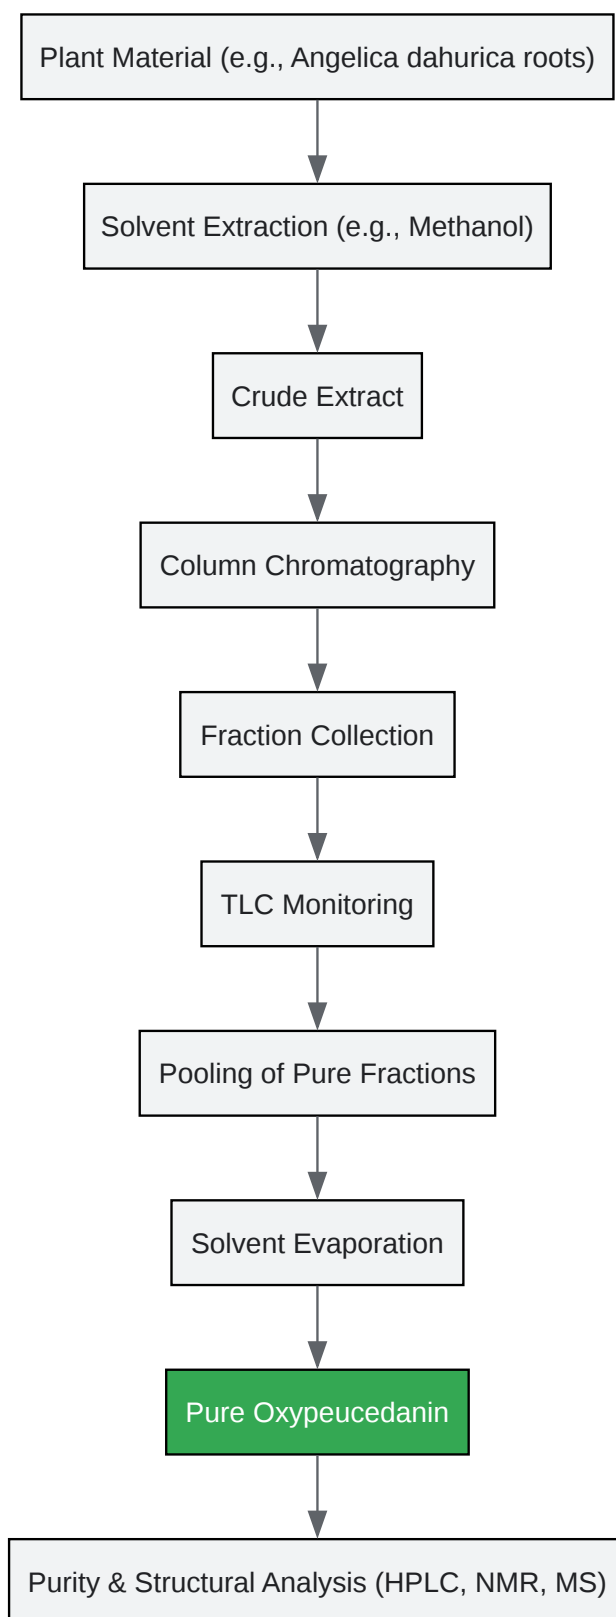 Plant Material (e.g., Angelica dahurica roots)
Solvent Extraction (e.g., Methanol)
Crude Extract
Column Chromatography
Fraction Collection
TLC Monitoring
Pooling of Pure Fractions
Solvent Evaporation
Pure Oxypeucedanin
Purity & Structural Analysis (HPLC, NMR, MS)